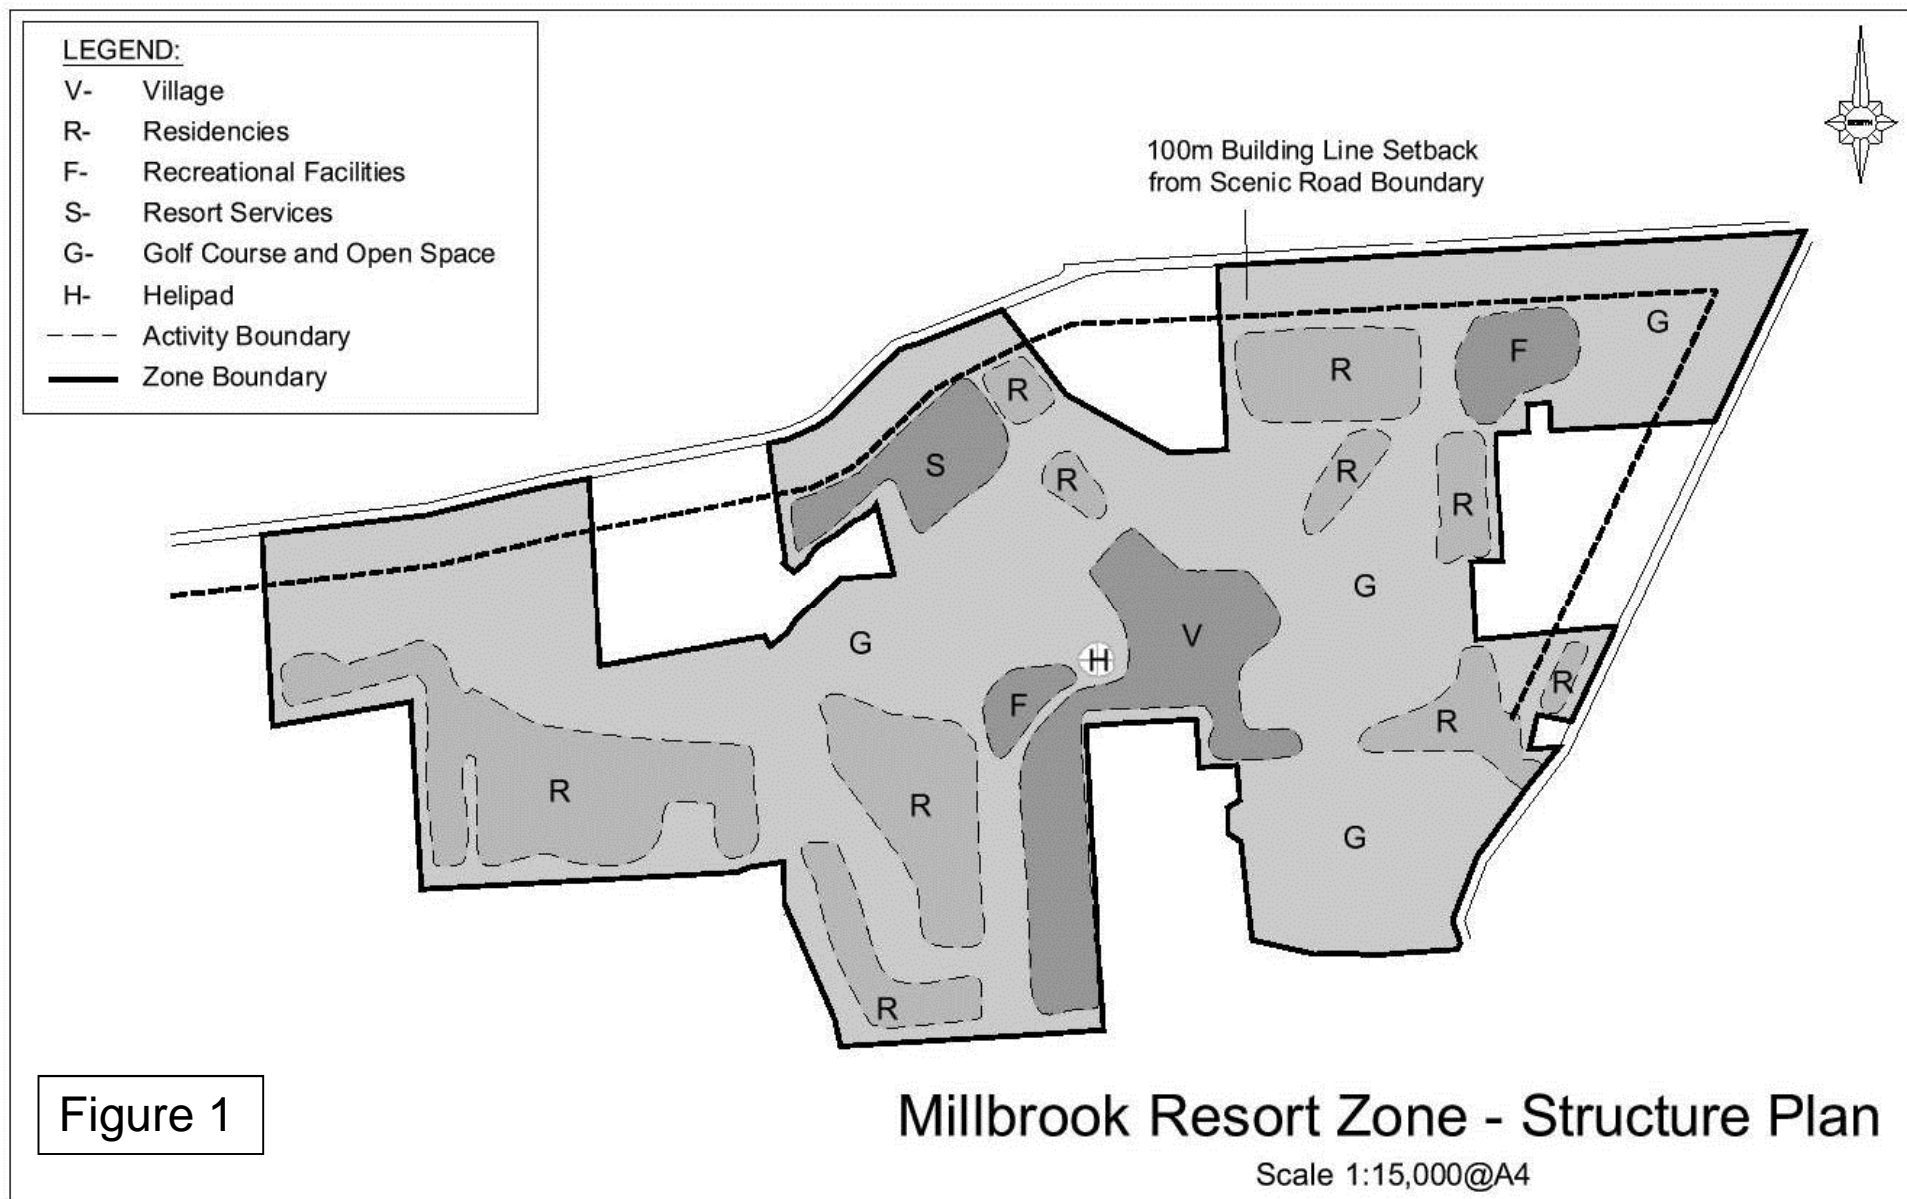 LEGEND:
V- Village
R- Residencies
F- Recreational Facilities
S- Resort Services
G- Golf Course and Open Space
H- Helipad
Activity Boundary
Zone Boundary
NORTH
100m Building Line Setback
from Scenic Road Boundary
G
R
F
R
S
R
R
R
G
V
G
H
R
F
R
R
R
G
R
Figure 1
Millbrook Resort Zone - Structure Plan
Scale 1:15,000@A4